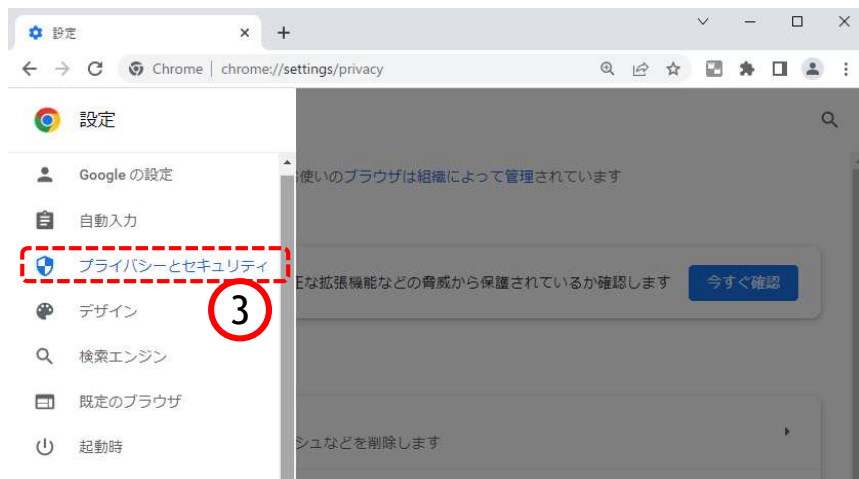 設定
Chrome | chrome://settings/privacy
設定
Google の設定
使いのブラウザは組織によって管理されています
自動入力
プライバシーとセキュリティ
正な拡張機能などの脅威から保護されているか確認します
今すぐ確認
デザイン
3
検索エンジン
既定のブラウザ
起動時
シュなどを削除します